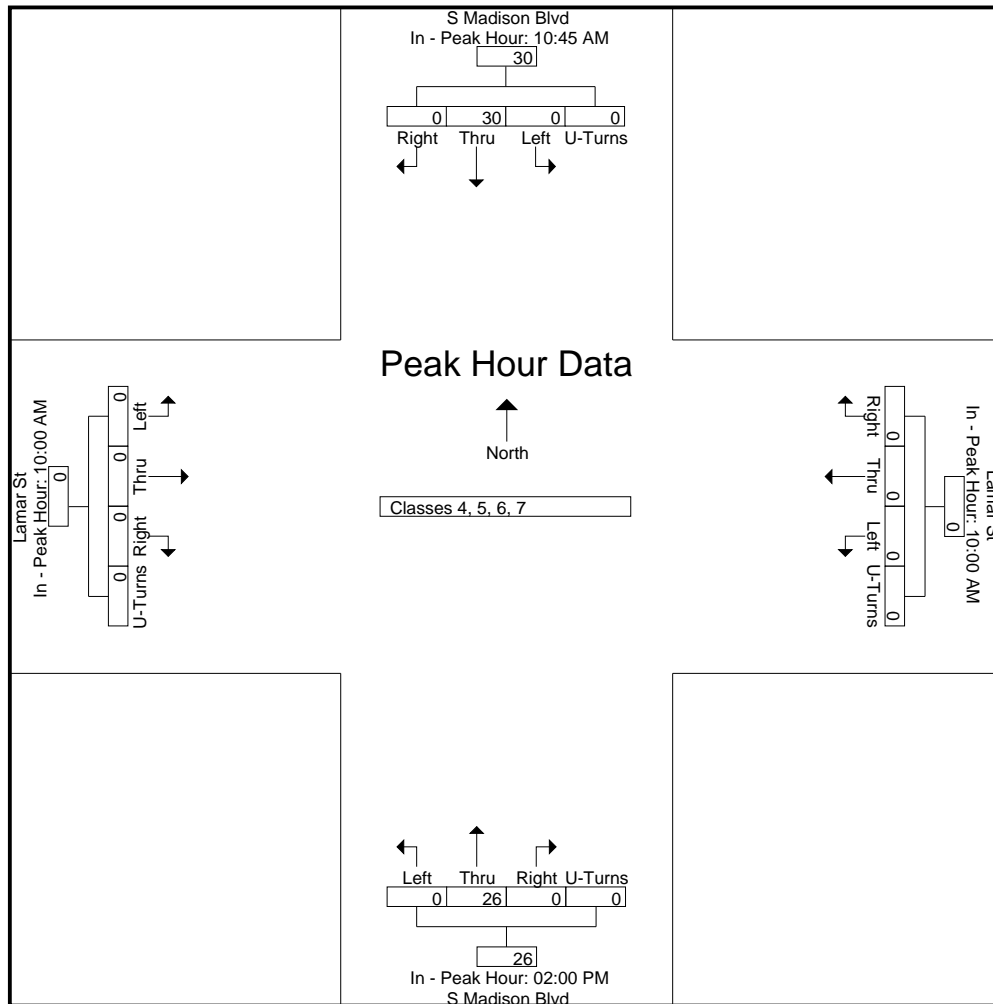 S Madison Blvd
In - Peak Hour: 10:45 AM
30
0 30 0 0
Right Thru Left U-Turns
Peak Hour Data
North
Classes 4, 5, 6, 7
Lamar St
In - Peak Hour: 10:00 AM
0
0 0 0 0
Left Thru Right U-Turns
Lamar St
In - Peak Hour: 10:00 AM
0
0 0 0 0
Right Thru Left U-Turns
Left Thru Right U-Turns
0 26 0 0
26
In - Peak Hour: 02:00 PM
S Madison Blvd